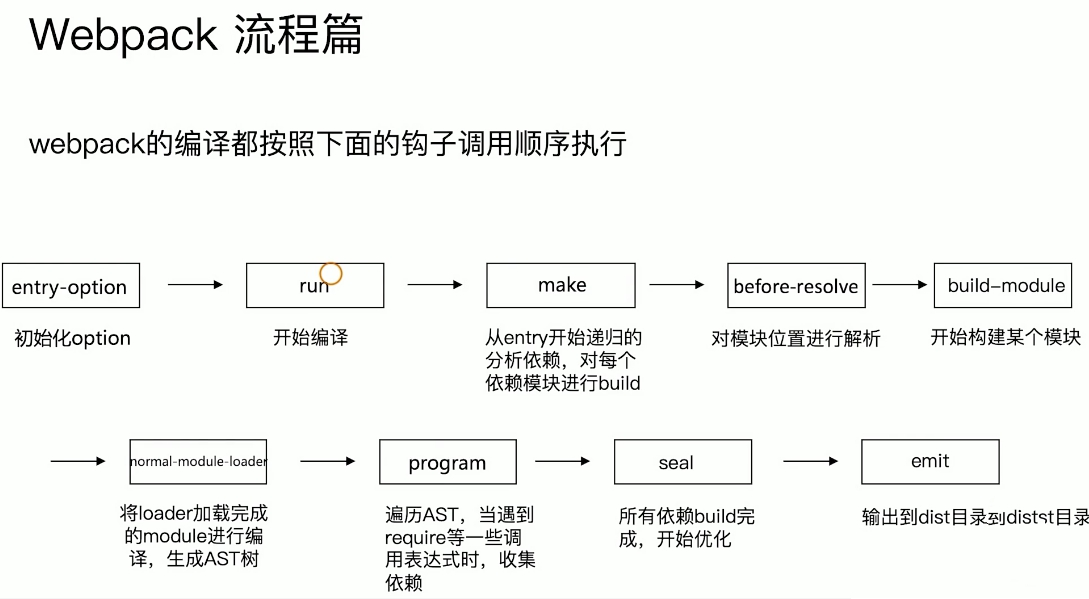 Webpack 流程篇
webpack的编译都按照下面的钩子调用顺序执行
entry-option
run
make
before-resolve
build-module
初始化option
开始编译
从entry开始递归的
分析依赖，对每个
依赖模块进行build
对模块位置进行解析
开始构建某个模块
normal-module-loader
program
seal
emit
将loader加载完成
的module进行编
译，生成AST树
遍历AST，当遇到
require等一些调
用表达式时，收集
依赖
所有依赖build完
成，开始优化
输出到dist目录到distst目录